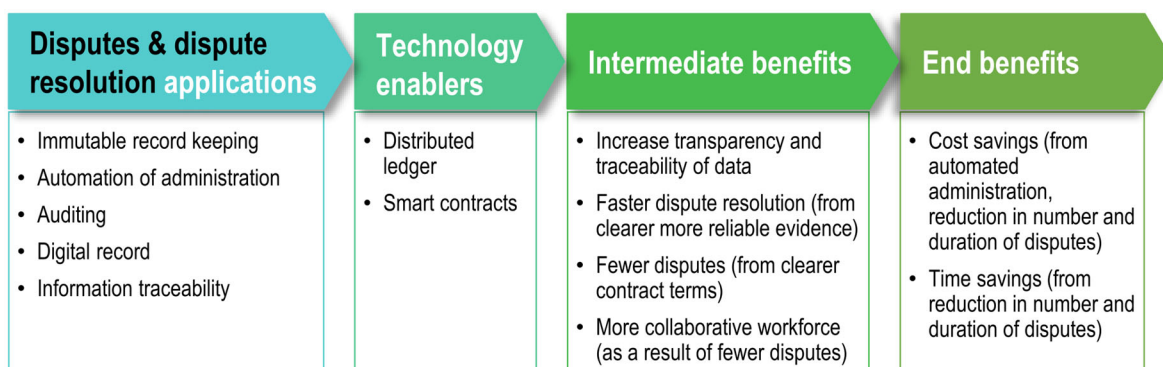 Disputes & dispute
resolution applications
• Immutable record keeping
• Automation of administration
• Auditing
• Digital record
• Information traceability
Technology
enablers
• Distributed
ledger
• Smart contracts
Intermediate benefits
• Increase transparency and
traceability of data
• Faster dispute resolution (from
clearer more reliable evidence)
• Fewer disputes (from clearer
contract terms)
• More collaborative workforce
(as a result of fewer disputes)
End benefits
• Cost savings (from
automated
administration,
reduction in number and
duration of disputes)
• Time savings (from
reduction in number and
duration of disputes)